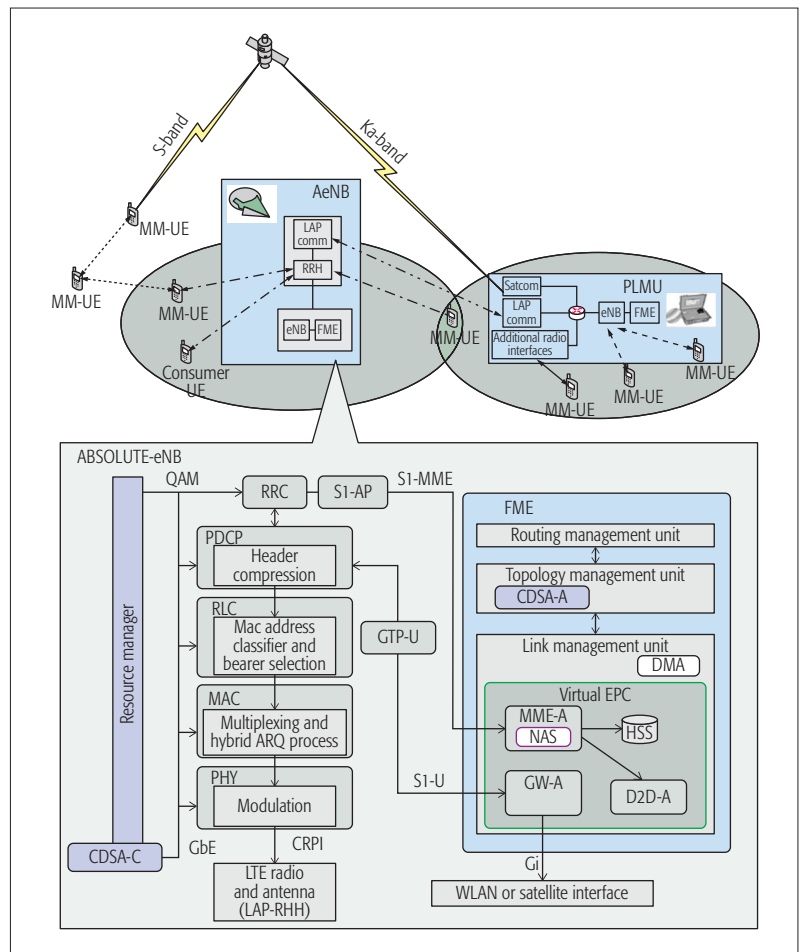 S-band
Ka-band
AeNB
LAP
comm
RRH
eNB
FME
MM-UE
MM-UE
MM-UE
Consumer
UE
MM-UE
PLMU
Satcom
LAP
comm
Additional radio
interfaces
eNB
FME
MM-UE
MM-UE
MM-UE
ABSOLUTE-eNB
QAM
RRC
S1-AP
S1-MME
Resource manager
CDSA-C
PDCP
Header
compression
RLC
Mac address
classifier and
bearer selection
MAC
Multiplexing and
hybrid ARQ process
PHY
Modulation
GbE
CRPI
LTE radio
and antenna
(LAP-RHH)
GTP-U
S1-U
FME
Routing management unit
Topology management unit
CDSA-A
Link management unit
DMA
Virtual EPC
MME-A
NAS
HSS
GW-A
D2D-A
Gi
WLAN or satellite interface